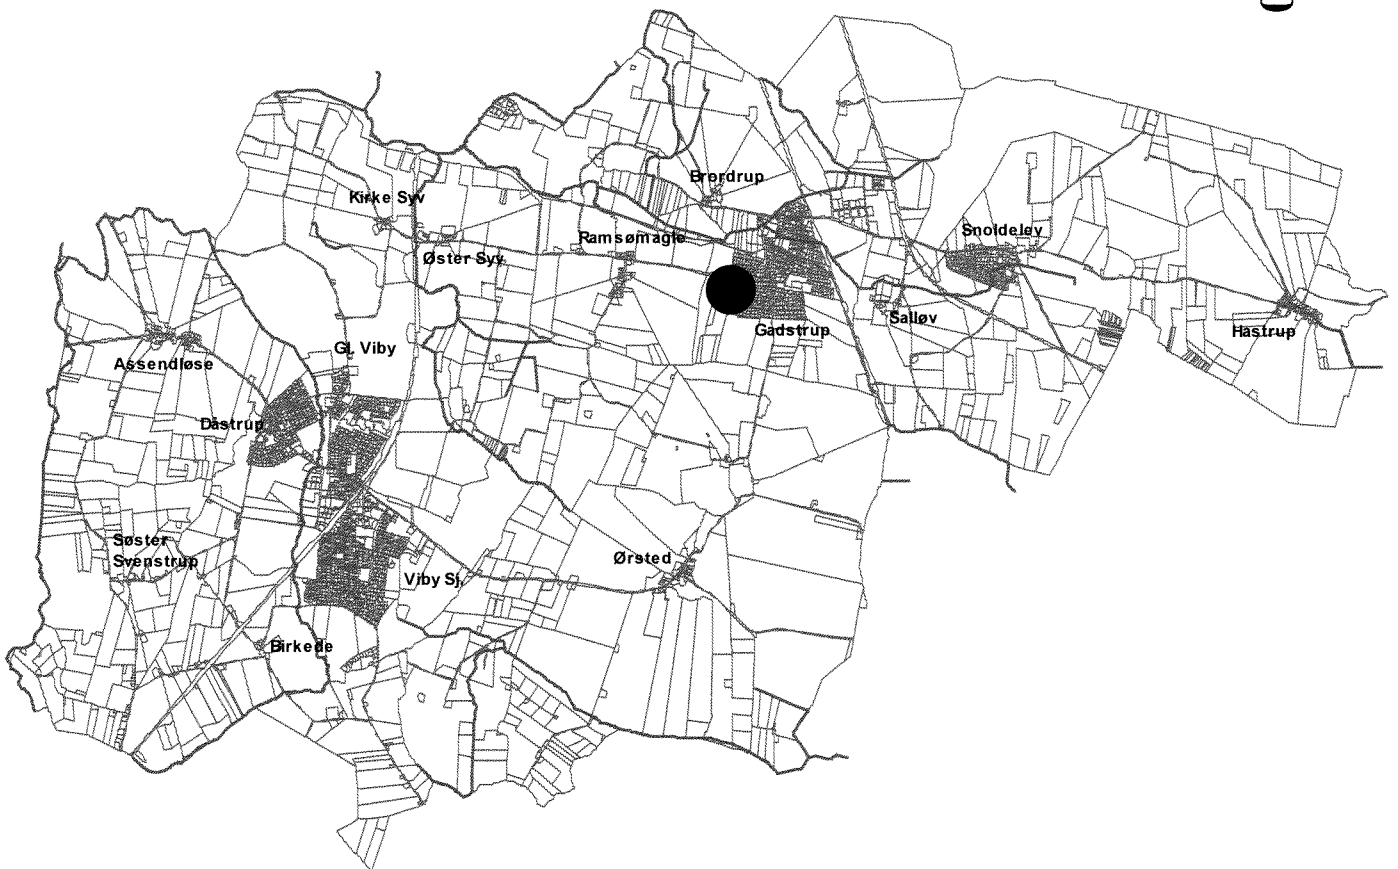 Brordrup
Kirke Syv
Snoldelev
Ramsømagle
Øster Syv
Salløv
Gadstrup
Hastrup
Gl. Viby
Assendløse
Dåstrup
Søster
Svenstrup
Ørsted
Viby Sj.
Birkede